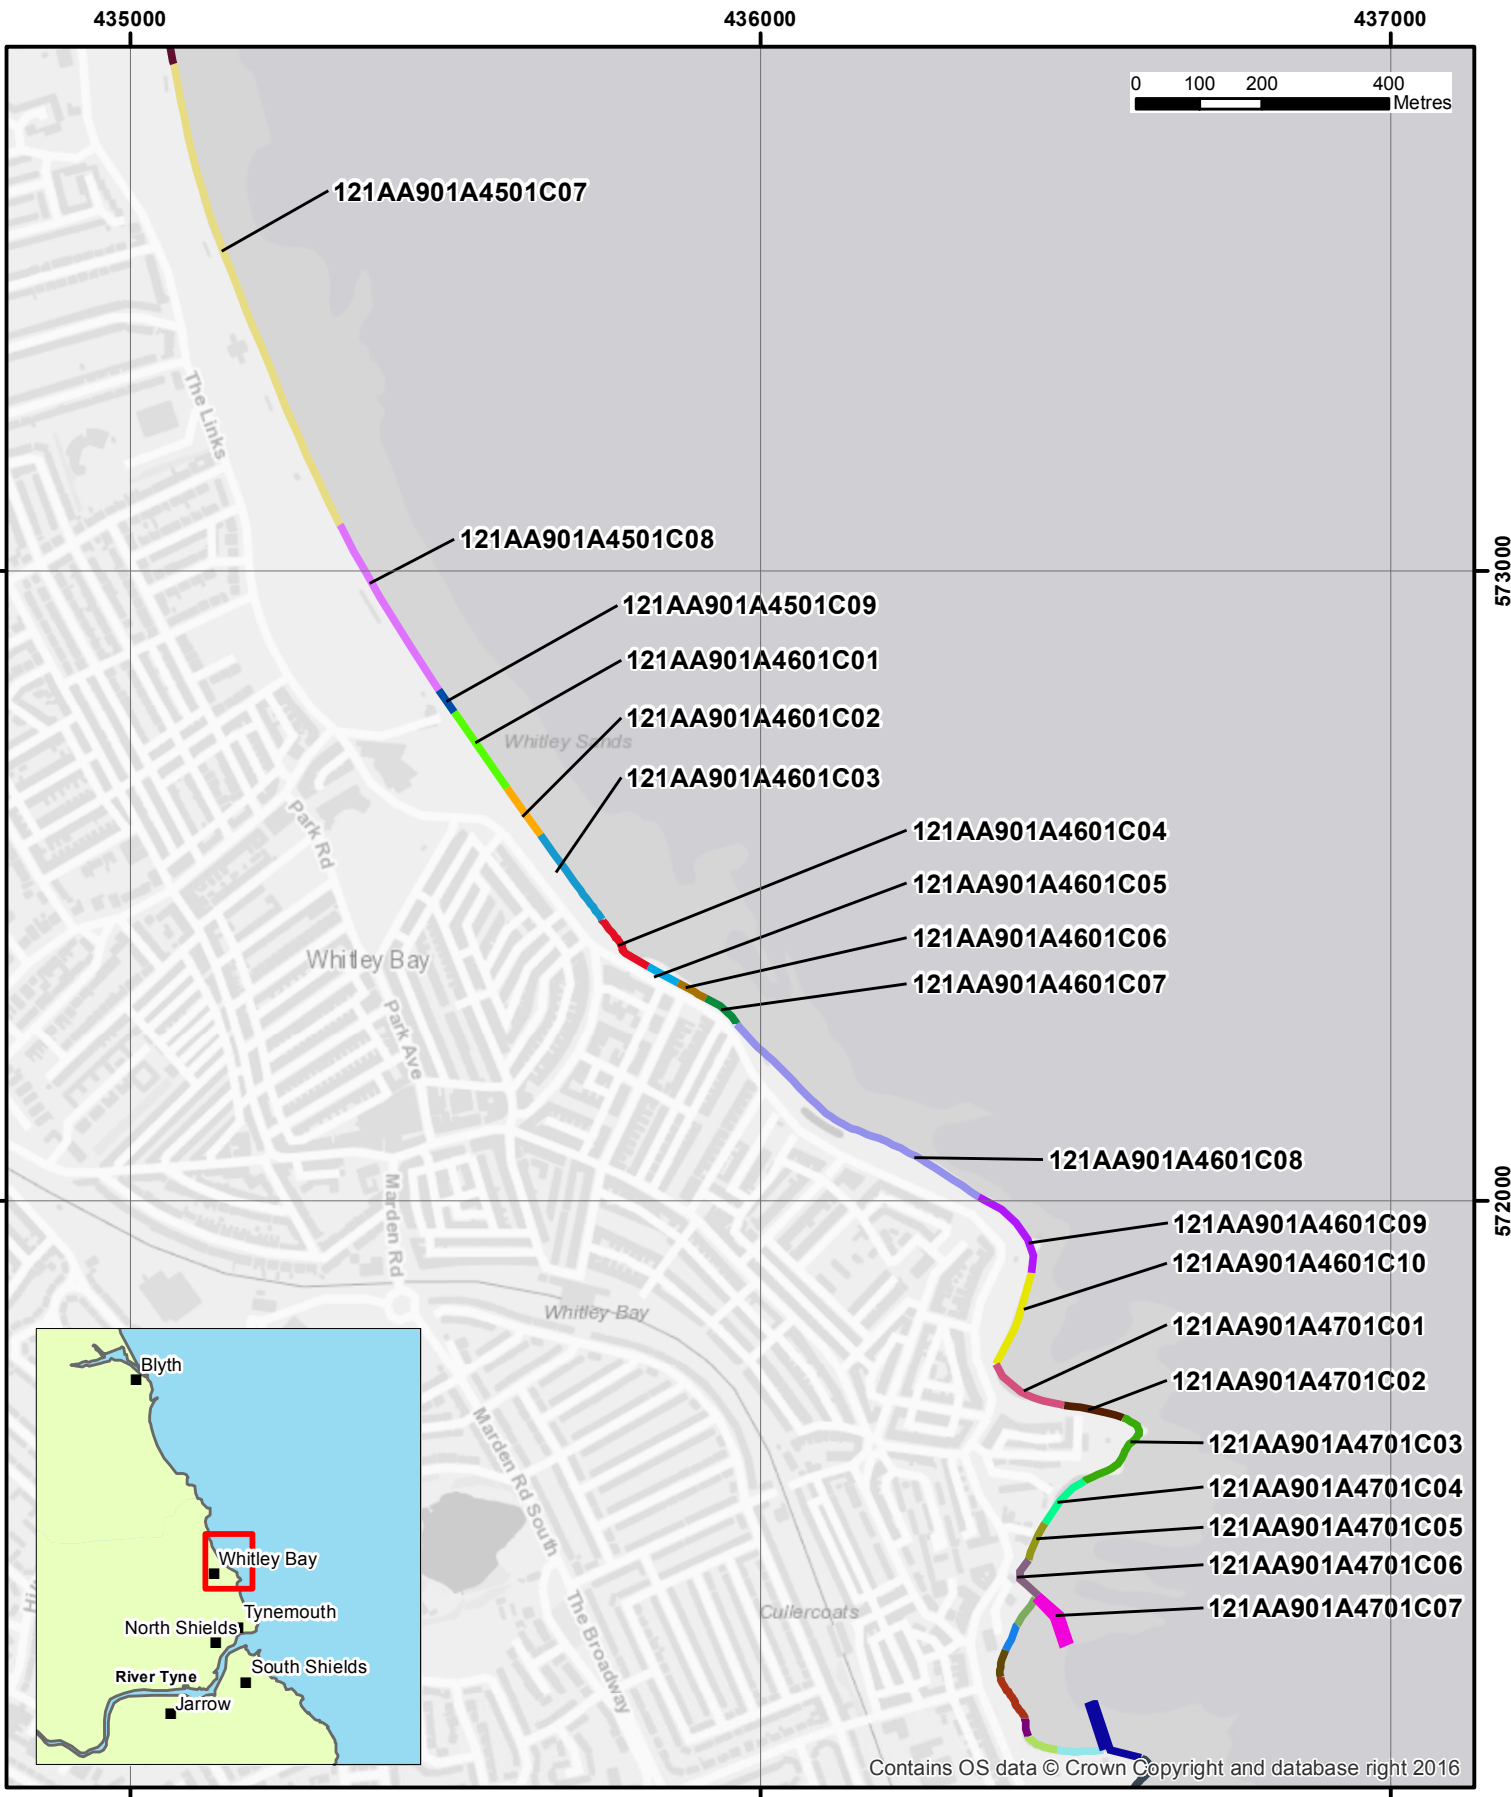 435000
436000
437000
0 100 200 400
Metres
121AA901A4501C07
The Links
121AA901A4501C08
573000
121AA901A4501C09
121AA901A4601C01
121AA901A4601C02
Whitley Sands
121AA901A4601C03
Park Rd
121AA901A4601C04
121AA901A4601C05
121AA901A4601C06
Whitley Bay
121AA901A4601C07
Park Ave
121AA901A4601C08
Marden Rd
572000
121AA901A4601C09
121AA901A4601C10
Whitley Bay
121AA901A4701C01
121AA901A4701C02
Marden Rd South
121AA901A4701C03
121AA901A4701C04
121AA901A4701C05
121AA901A4701C06
121AA901A4701C07
Cullercoats
The Broadway
Blyth
Whitley Bay
Tynemouth
North Shields
South Shields
River Tyne
Jarrow
Contains OS data © Crown Copyright and database right 2016